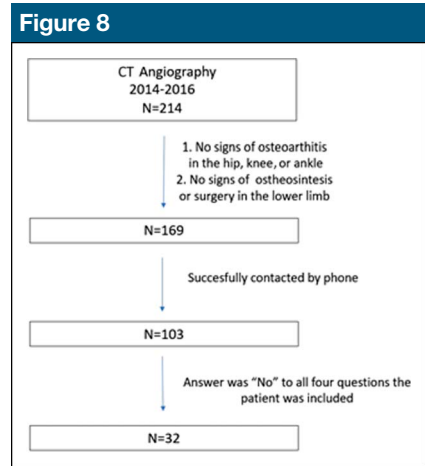 Figure 8
CT Angiography
2014-2016
N=214
1. No signs of osteoarthitis
in the hip, knee, or ankle
2. No signs of ostheosintesis
or surgery in the lower limb
N=169
Succesfully contacted by phone
N=103
Answer was "No" to all four questions the
patient was included
N=32